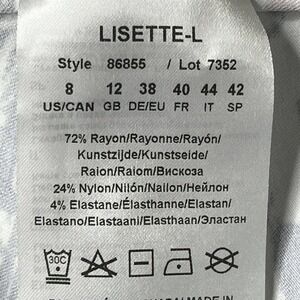 LISETTE-L
Style 86855 / Lot 7352
8 12 38 40 44 42
US/CAN GB DE/EU FR IT SP
72% Rayon/Rayonne/Rayón/
Kunstzijde/Kunstseide/
Raion/Raiom/Вискоза
24% Nylon/Nilón/Nailon/Нейлон
4% Elastane/Élasthanne/Elastan/
Elastano/Elastaani/Elasthaan/Эластан
30C